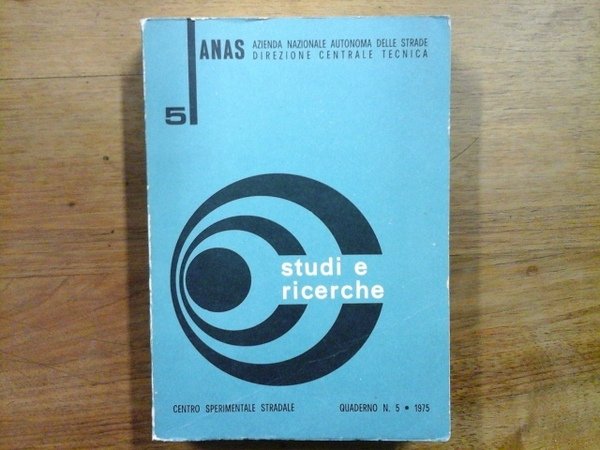 ANAS AZIENDA NAZIONALE AUTONOMA DELLE STRADE
DIREZIONE CENTRALE TECNICA
5
studi e
ricerche
CENTRO SPERIMENTALE STRADALE QUADERNO N. 5 • 1975